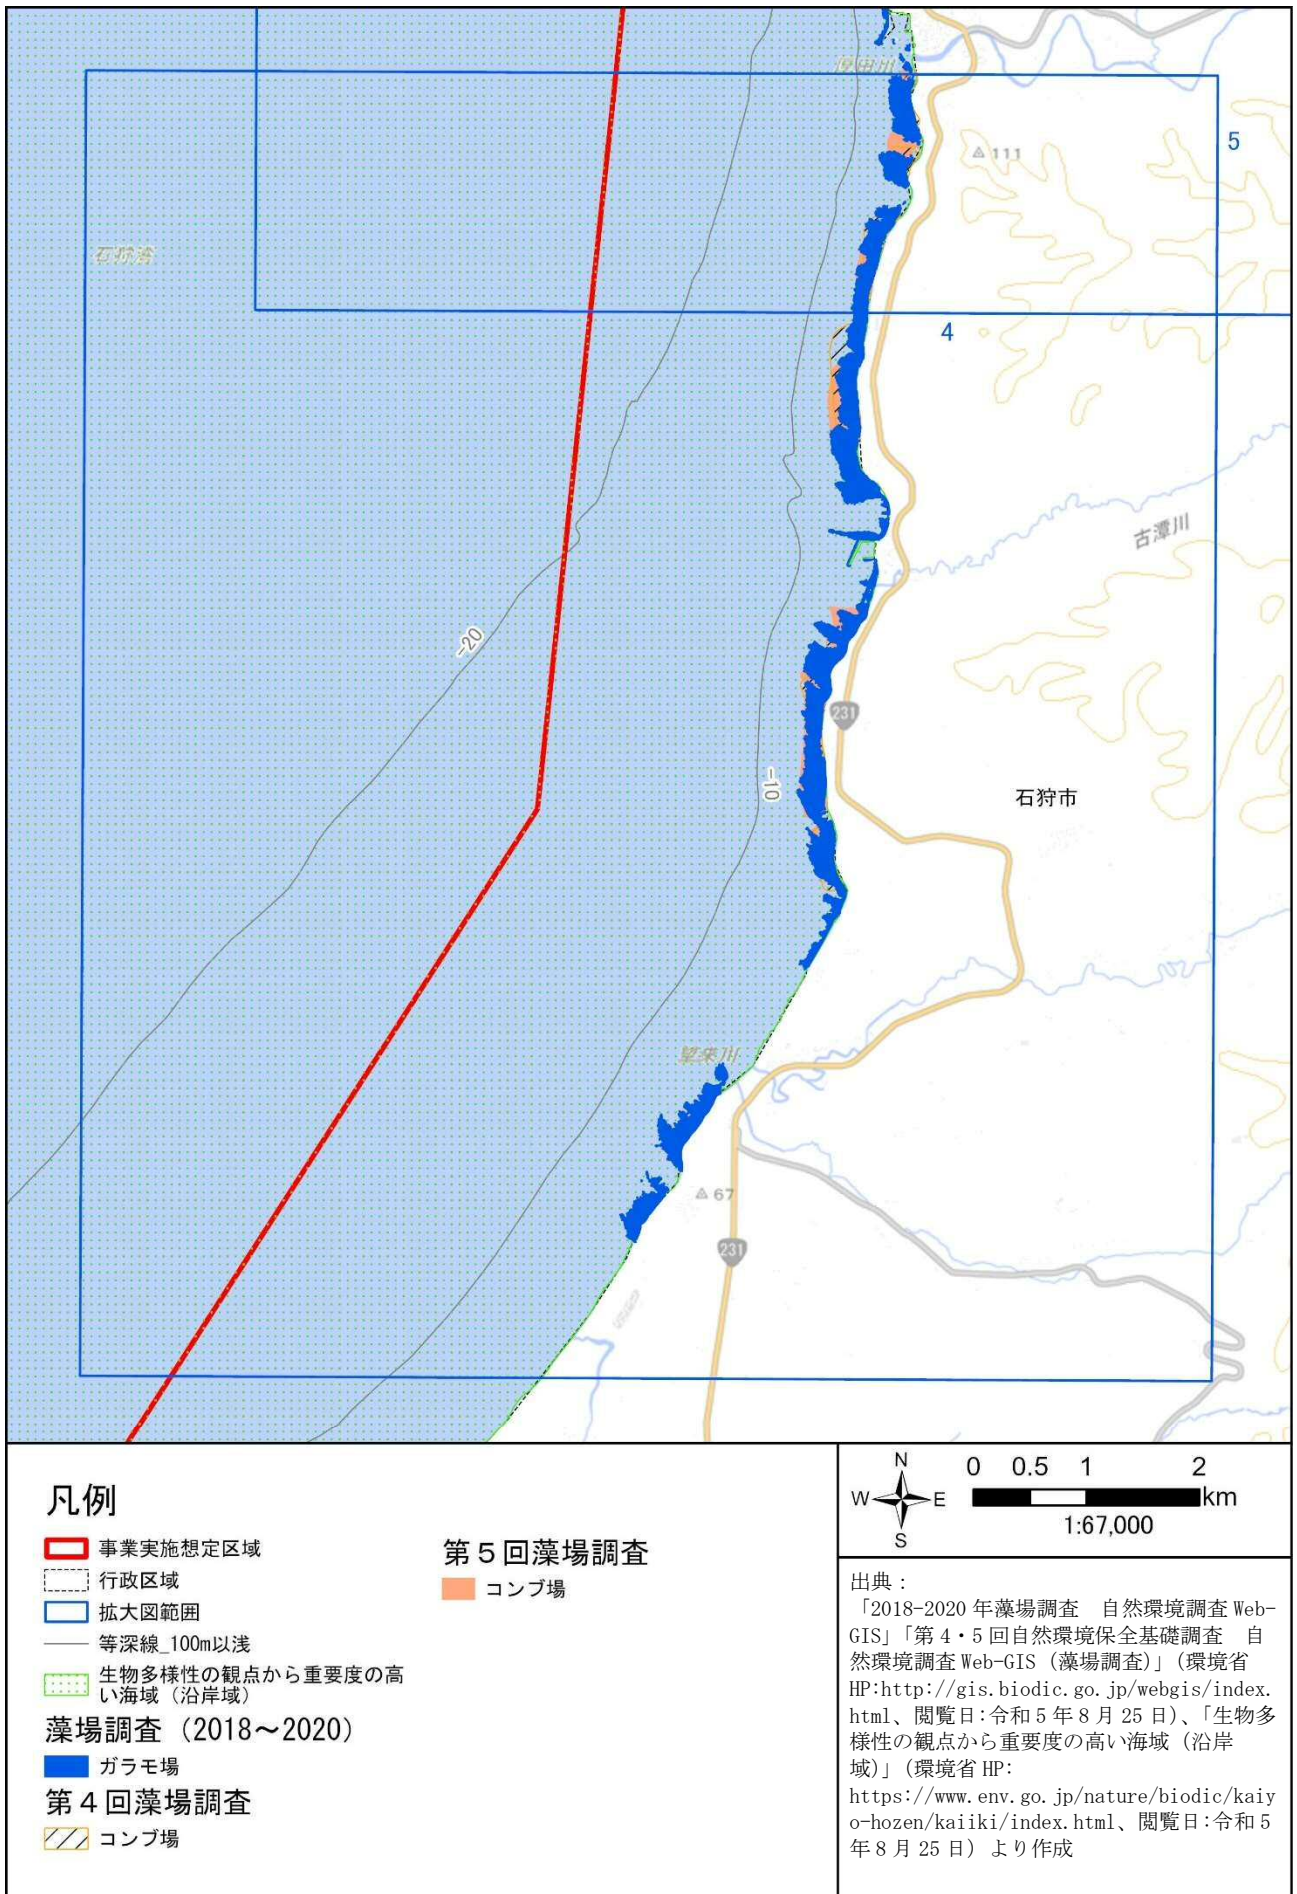 厚田川
5
111
石狩湾
4
古潭川
-20
231
-10
石狩市
望来川
67
231
凡例
事業実施想定区域
行政区域
拡大図範囲
等深線_100m以浅
生物多様性の観点から重要度の高
い海域（沿岸域）
藻場調査（2018～2020）
ガラモ場
第４回藻場調査
コンブ場
第５回藻場調査
コンブ場
N
W E
S
0 0.5 1 2
km
1:67,000
出典：
「2018-2020 年藻場調査　自然環境調査 Web-
GIS」「第 4・5 回自然環境保全基礎調査　自
然環境調査 Web-GIS（藻場調査）」（環境省
HP:http://gis.biodic.go.jp/webgis/index.
html、閲覧日:令和 5 年 8 月 25 日）、「生物多
様性の観点から重要度の高い海域（沿岸
域）」（環境省 HP:
https://www.env.go.jp/nature/biodic/kaiy
o-hozen/kaiiki/index.html、閲覧日:令和 5
年 8 月 25 日）より作成